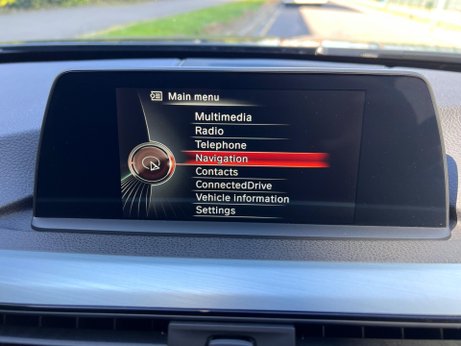 Main menu
Multimedia
Radio
Telephone
Navigation
Contacts
ConnectedDrive
Vehicle information
Settings